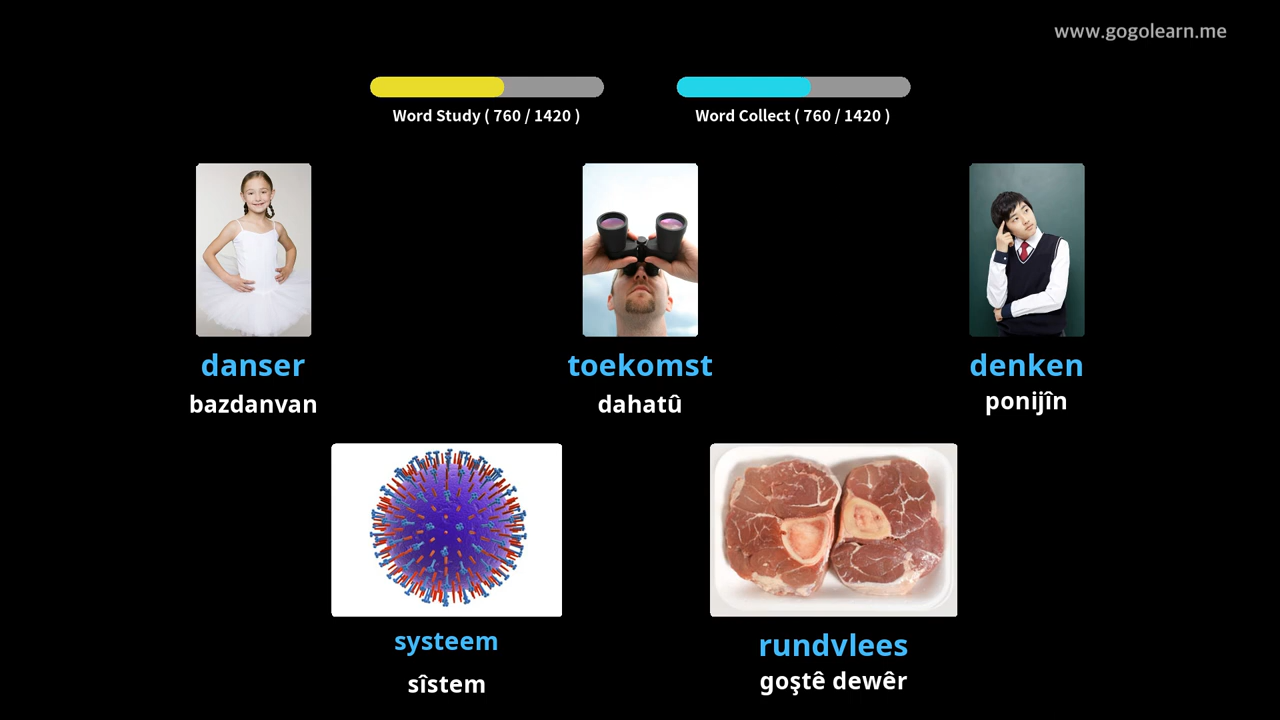 www.gogolearn.me
Word Study ( 760 / 1420 )
Word Collect ( 760 / 1420 )
danser
bazdanvan
toekomst
dahatû
denken
ponijîn
systeem
sîstem
rundvlees
goştê dewêr